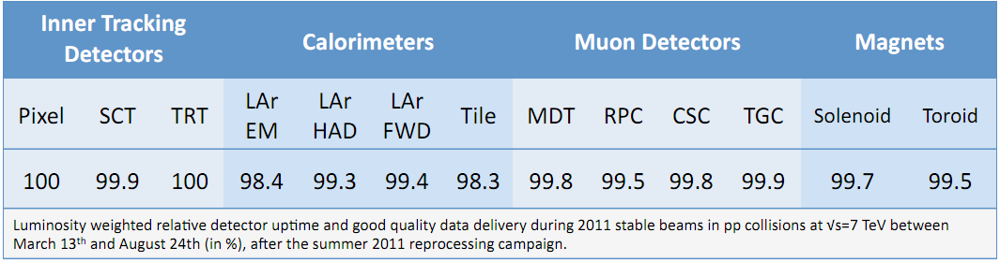 Inner Tracking Detectors Calorimeters Muon Detectors Magnets
Pixel SCT TRT LAr EM LAr HAD LAr FWD Tile MDT RPC CSC TGC Solenoid Toroid
100 99.9 100 98.4 99.3 99.4 98.3 99.8 99.5 99.8 99.9 99.7 99.5
Luminosity weighted relative detector uptime and good quality data delivery during 2011 stable beams in pp collisions at √s=7 TeV between
March 13th and August 24th (in %), after the summer 2011 reprocessing campaign.